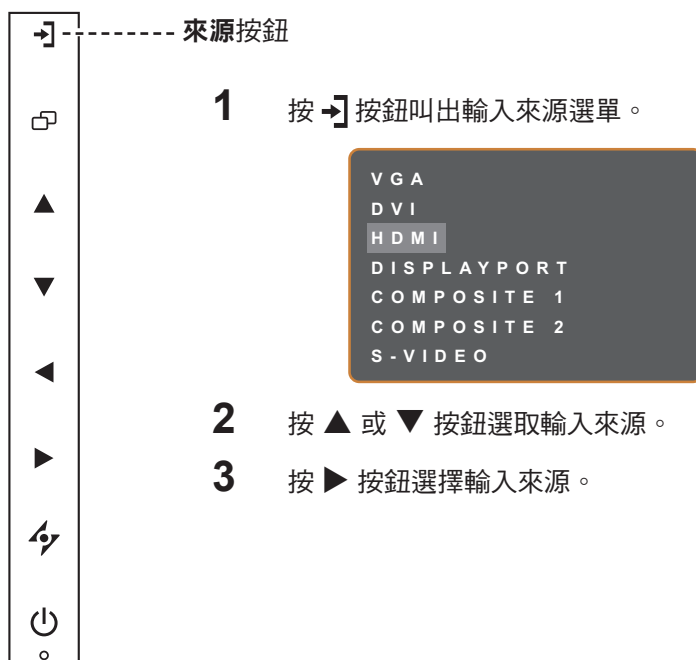 來源按鈕
1 按 按鈕叫出輸入來源選單。
VGA
DVI
HDMI
DISPLAYPORT
COMPOSITE 1
COMPOSITE 2
S-VIDEO
2 按 ▲ 或 ▼ 按鈕選取輸入來源。
3 按 ▶ 按鈕選擇輸入來源。